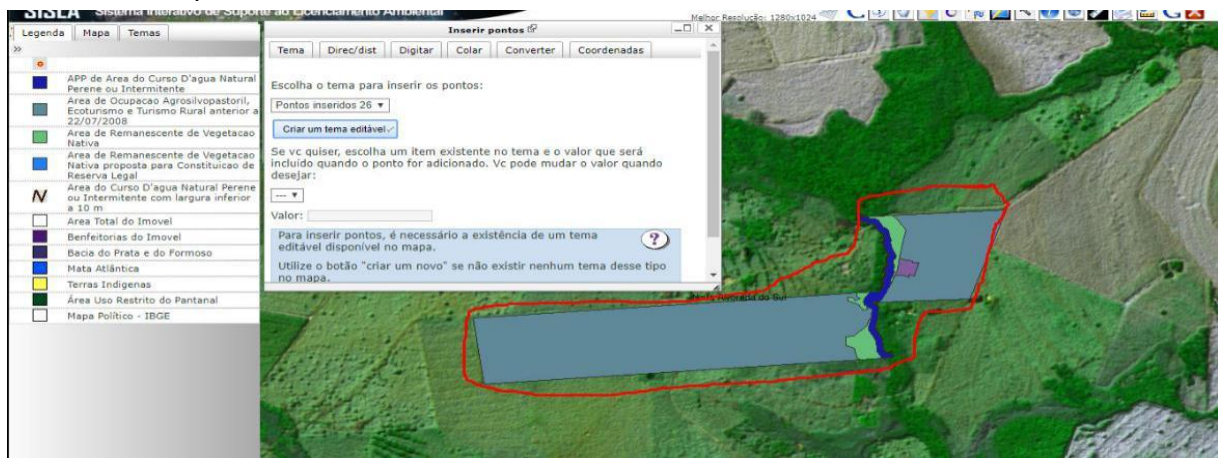 SISLA Sistema Interativo de Suporte ao Licenciamento Ambiental
Melhor Resolução: 1280x1024
Legenda Mapa Temas
»
APP de Area do Curso D'agua Natural
Perene ou Intermitente
Area de Ocupacao Agrosilvopastoril,
Ecoturismo e Turismo Rural anterior a
22/07/2008
Area de Remanescente de Vegetacao
Nativa
Area de Remanescente de Vegetacao
Nativa proposta para Constituicao de
Reserva Legal
Area do Curso D'agua Natural Perene
ou Intermitente com largura inferior
a 10 m
Area Total do Imovel
Benfeitorias do Imovel
Bacia do Prata e do Formoso
Mata Atlântica
Terras Indigenas
Área Uso Restrito do Pantanal
Mapa Político - IBGE
Inserir pontos
Tema Direc/dist Digitar Colar Converter Coordenadas
Escolha o tema para inserir os pontos:
Pontos inseridos 26
Criar um tema editável
Se vc quiser, escolha um item existente no tema e o valor que será
incluído quando o ponto for adicionado. Vc pode mudar o valor quando
desejar:
---
Valor:
Para inserir pontos, é necessário a existência de um tema
editável disponível no mapa.
?
Utilize o botão "criar um novo" se não existir nenhum tema desse tipo
no mapa.
Alvorada do Sul